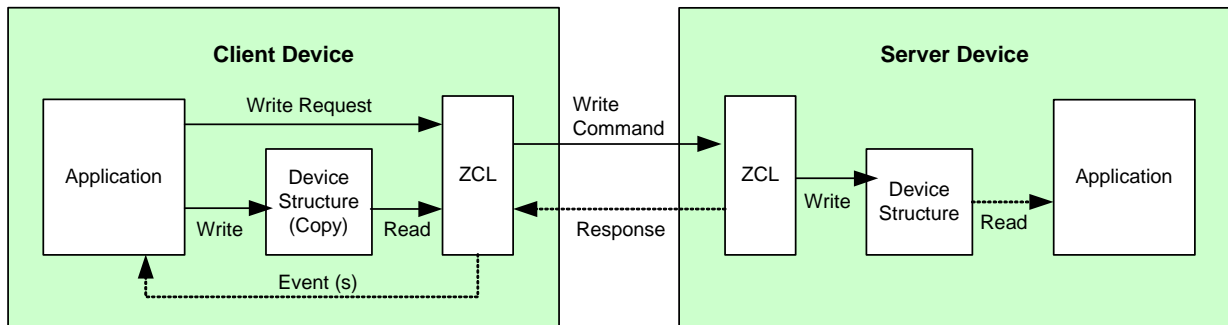 Client Device
Server Device
Write Request
Write
Command
Application
Device
Structure
(Copy)
ZCL
ZCL
Device
Structure
Application
Write
Read
Response
Write
Read
Event (s)